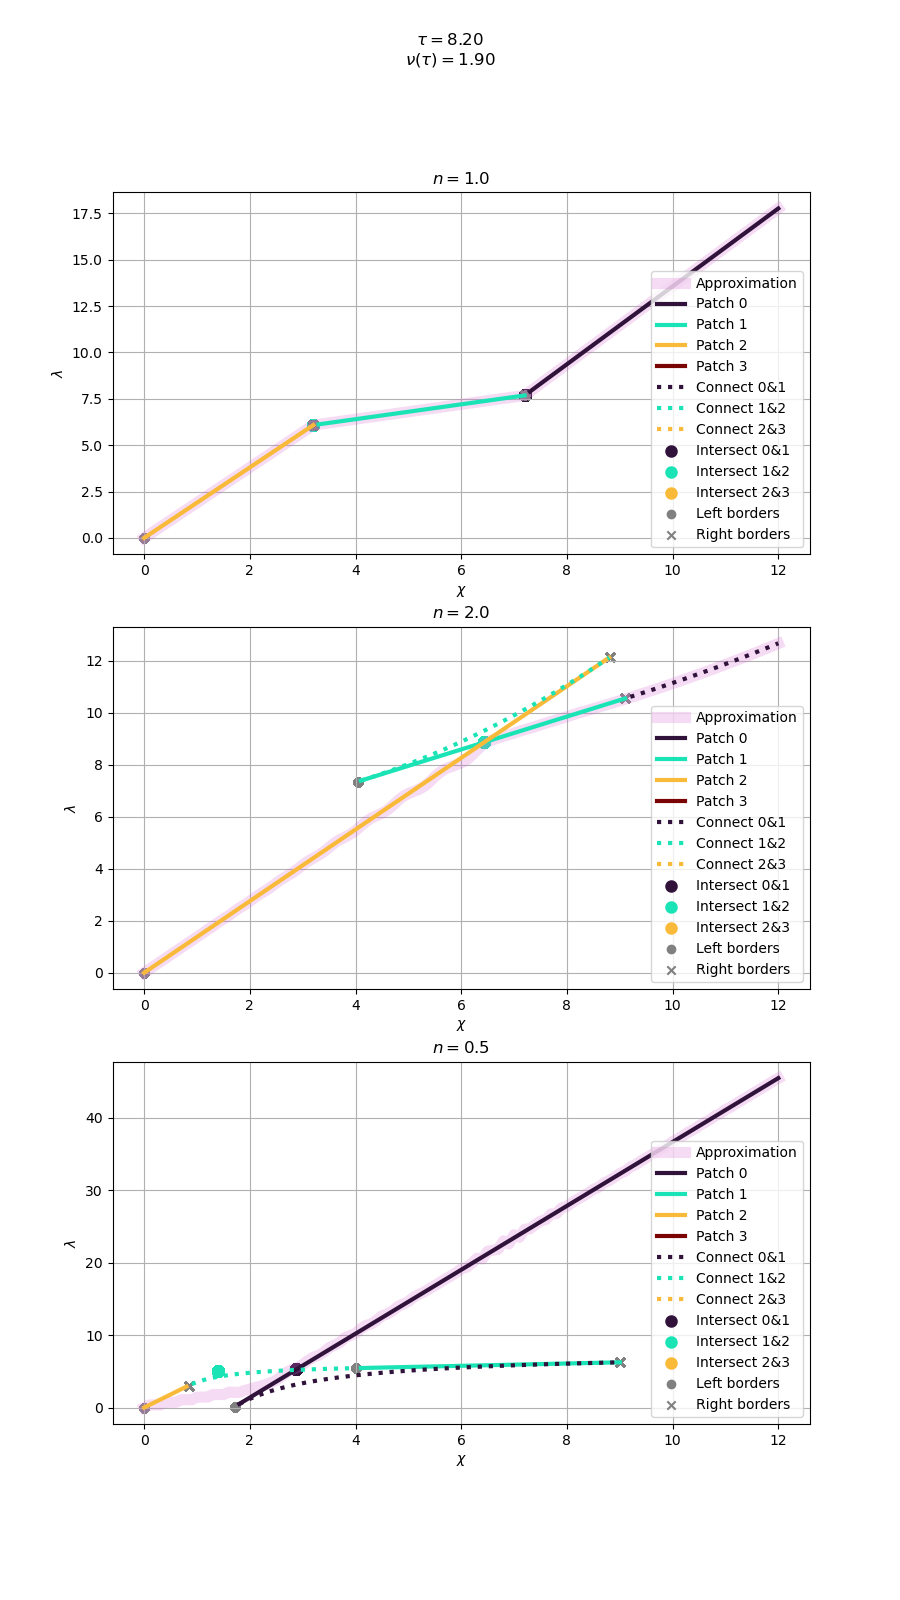 τ = 8.20
ν(τ) = 1.90
n = 1.0
17.5
15.0
12.5
10.0
7.5
5.0
2.5
0.0
λ
0 2 4 6 8 10 12
χ
Approximation
Patch 0
Patch 1
Patch 2
Patch 3
Connect 0&1
Connect 1&2
Connect 2&3
Intersect 0&1
Intersect 1&2
Intersect 2&3
Left borders
Right borders
n = 2.0
12
10
8
6
4
2
0
λ
0 2 4 6 8 10 12
χ
Approximation
Patch 0
Patch 1
Patch 2
Patch 3
Connect 0&1
Connect 1&2
Connect 2&3
Intersect 0&1
Intersect 1&2
Intersect 2&3
Left borders
Right borders
n = 0.5
40
30
20
10
0
λ
0 2 4 6 8 10 12
χ
Approximation
Patch 0
Patch 1
Patch 2
Patch 3
Connect 0&1
Connect 1&2
Connect 2&3
Intersect 0&1
Intersect 1&2
Intersect 2&3
Left borders
Right borders